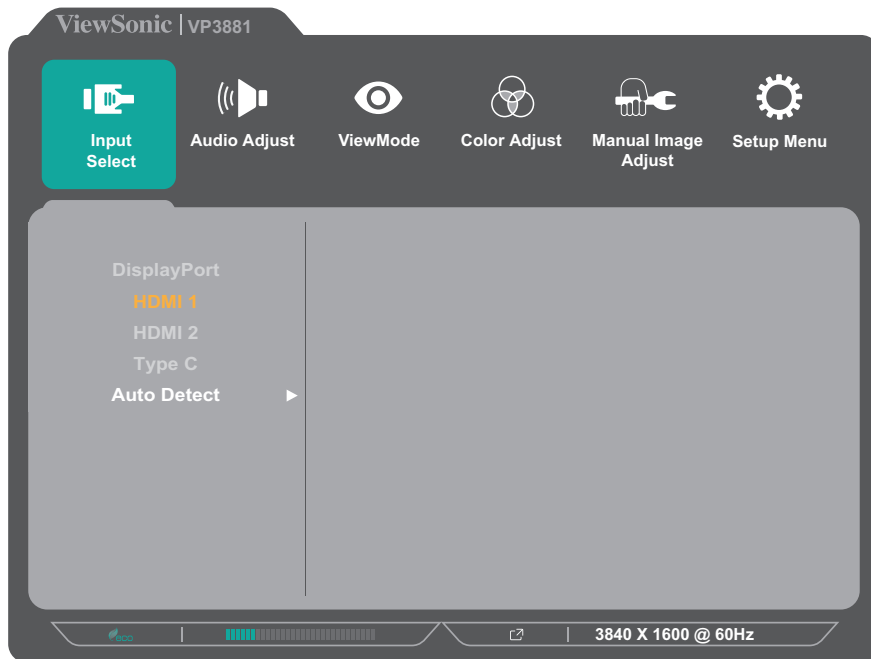 ViewSonic | VP3881
Input
Select
Audio Adjust
ViewMode
Color Adjust
Manual Image
Adjust
Setup Menu
DisplayPort
HDMI 1
HDMI 2
Type C
Auto Detect
eco
3840 X 1600 @ 60Hz